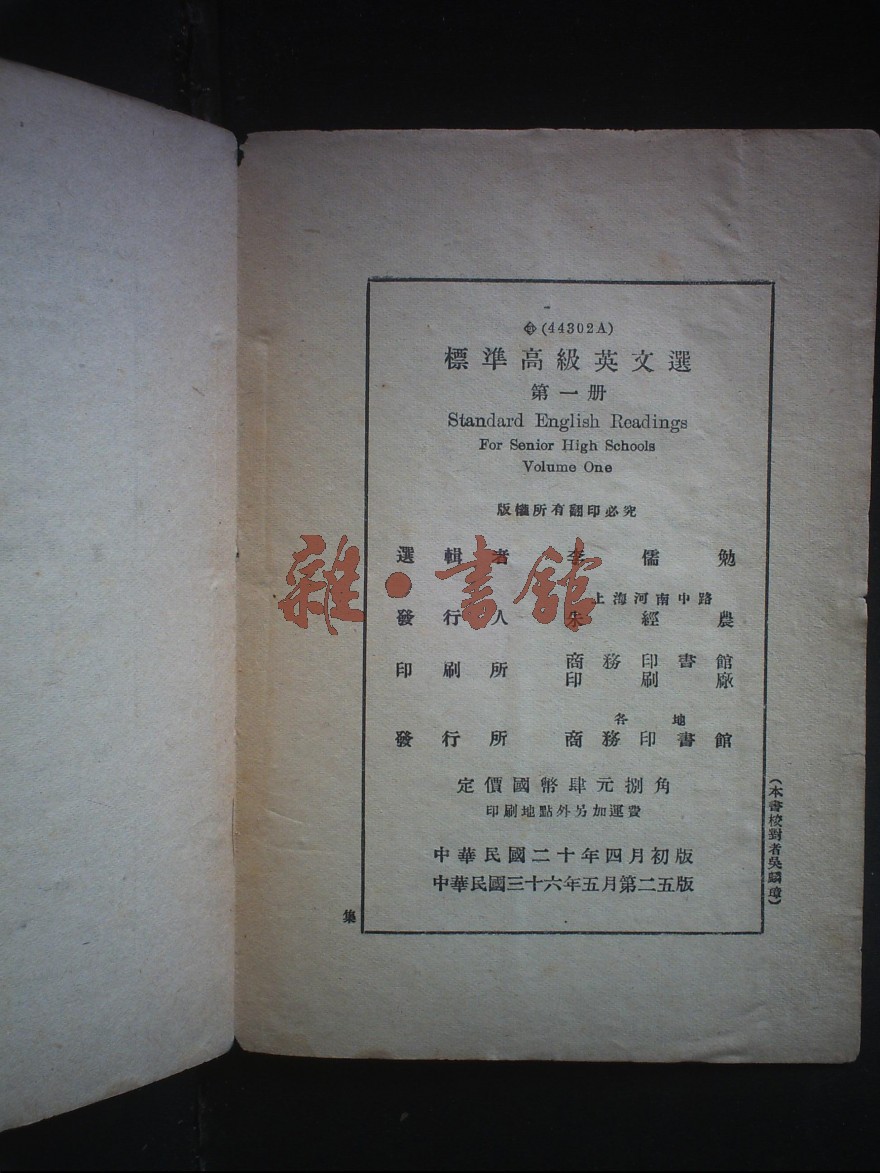 (44302A)
標準高級英文選
第一册
Standard English Readings
For Senior High Schools
Volume One
版權所有翻印必究
選輯者 李儒勉
上海河南中路
發行人 朱經農
印刷所 商務印書館
印刷廠
各地
發行所 商務印書館
定價國幣肆元捌角
印刷地點外另加運費
中華民國二十年四月初版
中華民國三十六年五月第二五版
(本書校對者吳麟璋)
集
雜·書館